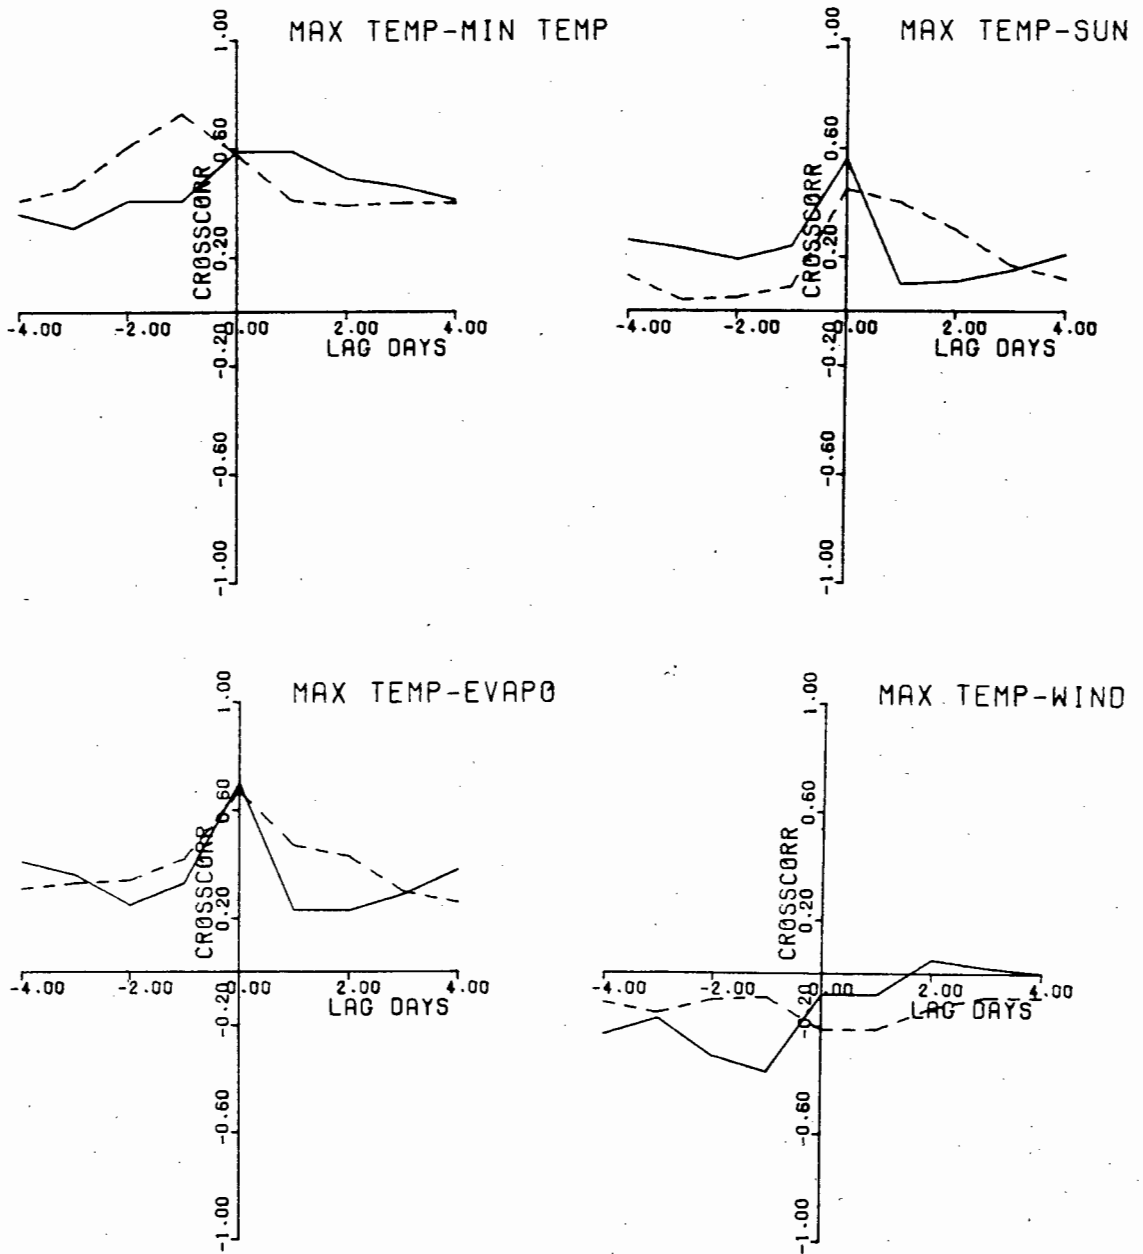 MAX TEMP-MIN TEMP
1.00
0.60
0.20
-0.20
-0.60
-1.00
CROSSCORR
-4.00 -2.00 0.00 2.00 4.00
LAG DAYS
MAX TEMP-SUN
1.00
0.60
0.20
-0.20
-0.60
-1.00
CROSSCORR
-4.00 -2.00 0.00 2.00 4.00
LAG DAYS
MAX TEMP-EVAPO
1.00
0.60
0.20
-0.20
-0.60
-1.00
CROSSCORR
-4.00 -2.00 0.00 2.00 4.00
LAG DAYS
MAX TEMP-WIND
1.00
0.60
0.20
-0.20
-0.60
-1.00
CROSSCORR
-4.00 -2.00 0.00 2.00 4.00
LAG DAYS